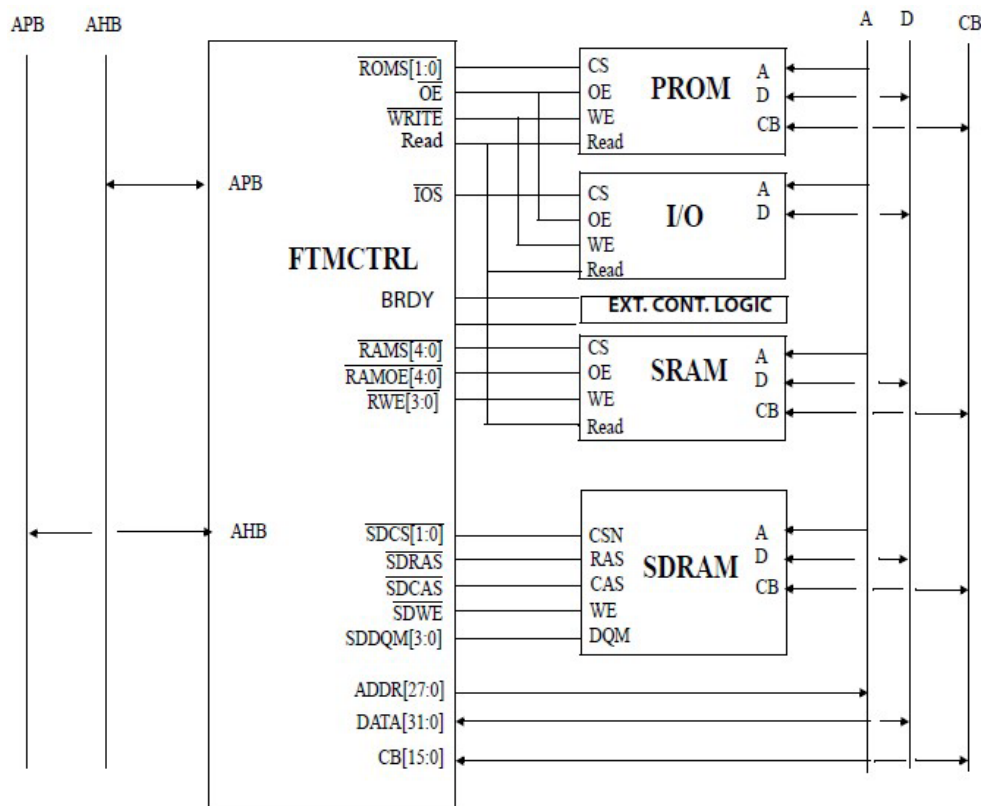 APB AHB A D CB
ROMS[1:0]
OE
WRITE
Read
APB
IOS
FTMCTRL
BRDY
RAMS[4:0]
RAMOE[4:0]
RWE[3:0]
AHB
SDCS[1:0]
SDRAS
SDCAS
SDWE
SDDQM[3:0]
ADDR[27:0]
DATA[31:0]
CB[15:0]
CS
OE
WE
Read
PROM
A
D
CB
CS
OE
WE
Read
I/O
A
D
EXT. CONT. LOGIC
CS
OE
WE
Read
SRAM
A
D
CB
CSN
RAS
CAS
WE
DQM
SDRAM
A
D
CB